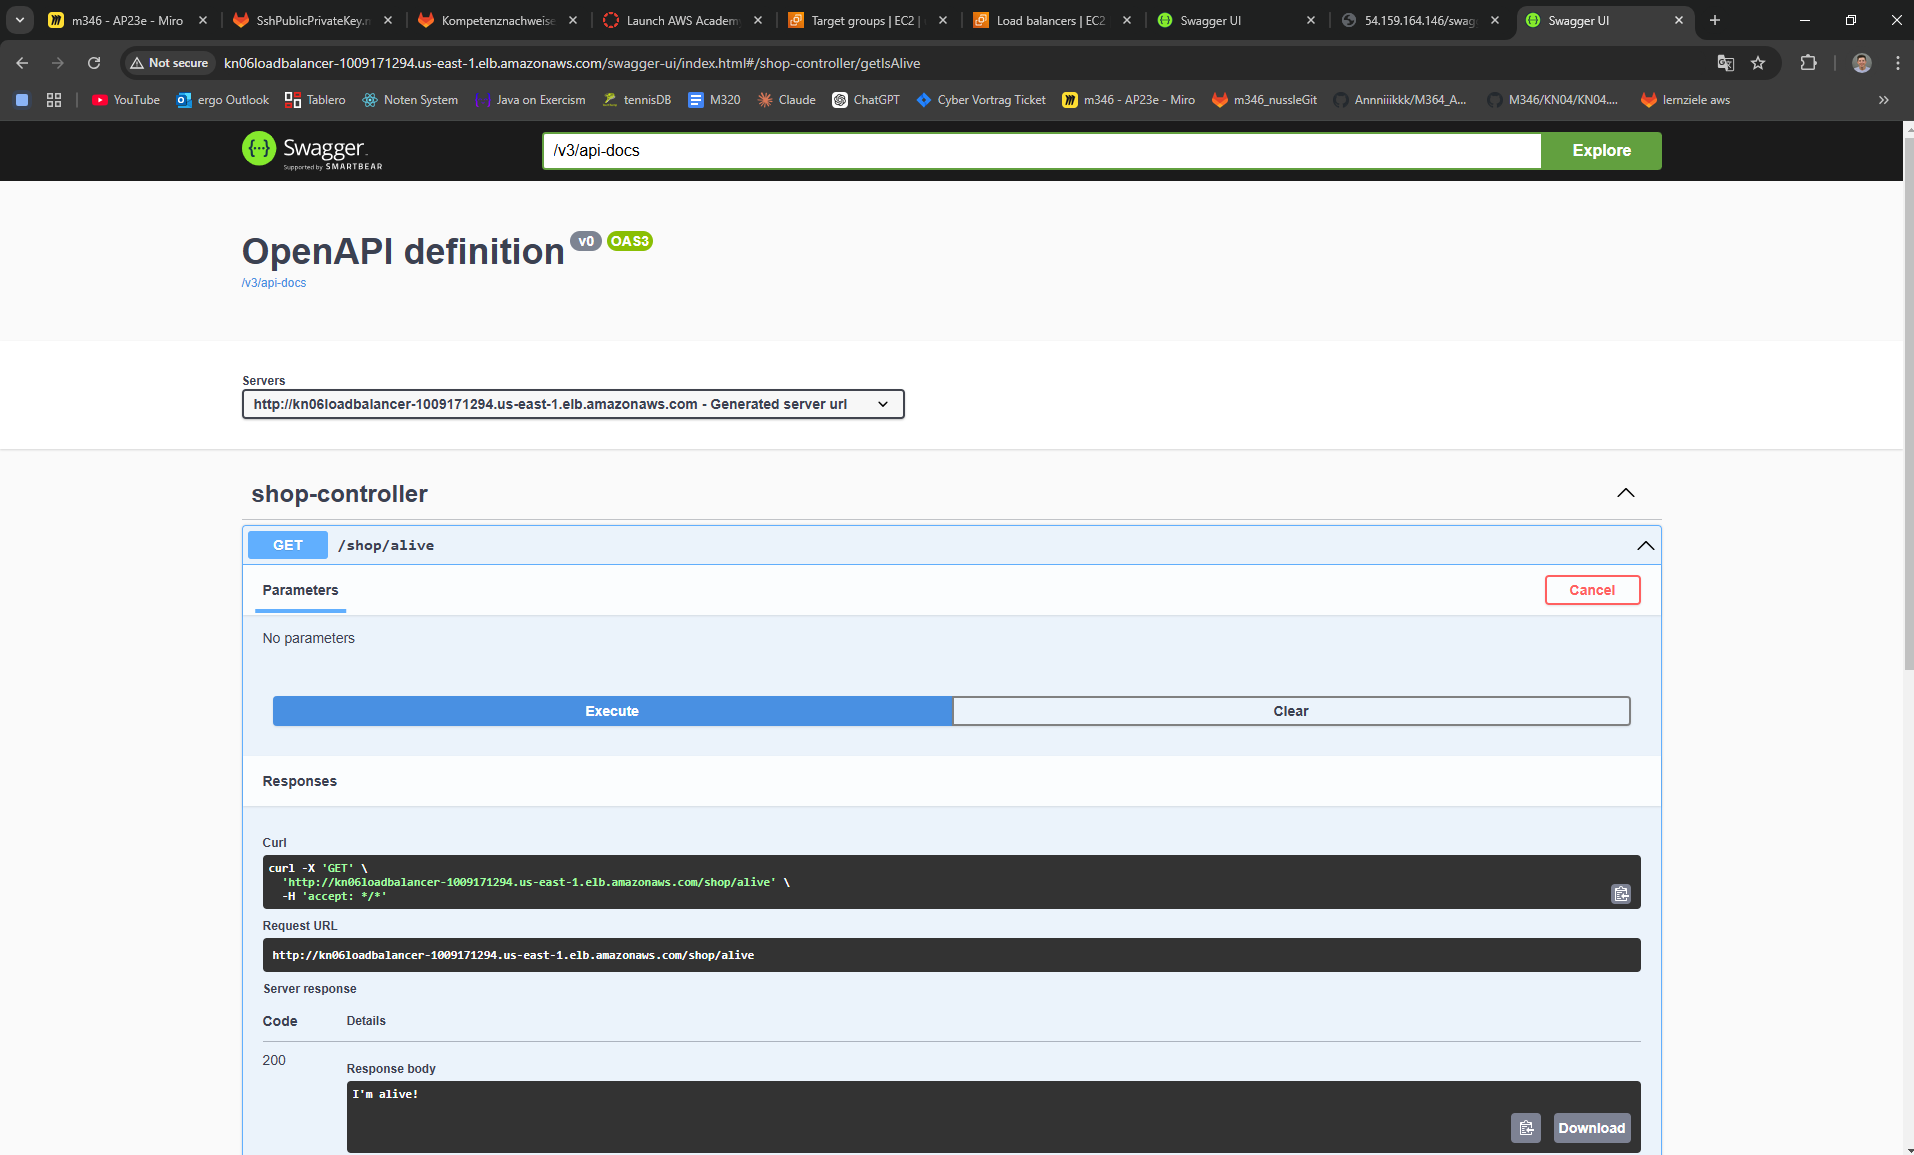 m346 - AP23e - Miro
SshPublicPrivateKey.n
Kompetenznachweise
Launch AWS Academ
Target groups | EC2 |
Load balancers | EC2
Swagger UI
54.159.164.146/swag
Swagger UI
Not secure
kn06loadbalancer-1009171294.us-east-1.elb.amazonaws.com/swagger-ui/index.html#/shop-controller/getIsAlive
YouTube
ergo Outlook
Tablero
Noten System
Java on Exercism
tennisDB
M320
Claude
ChatGPT
Cyber Vortrag Ticket
m346 - AP23e - Miro
m346_nussleGit
Annniiikkk/M364_A...
M346/KN04/KN04....
lernziele aws
Swagger.
Supported by SMARTBEAR
/v3/api-docs
Explore
OpenAPI definition v0 OAS3
/v3/api-docs
Servers
http://kn06loadbalancer-1009171294.us-east-1.elb.amazonaws.com - Generated server url
shop-controller
GET /shop/alive
Parameters
Cancel
No parameters
Execute
Clear
Responses
Curl
curl -X 'GET' \
'http://kn06loadbalancer-1009171294.us-east-1.elb.amazonaws.com/shop/alive' \
-H 'accept: */*'
Request URL
http://kn06loadbalancer-1009171294.us-east-1.elb.amazonaws.com/shop/alive
Server response
Code
Details
200
Response body
I'm alive!
Download